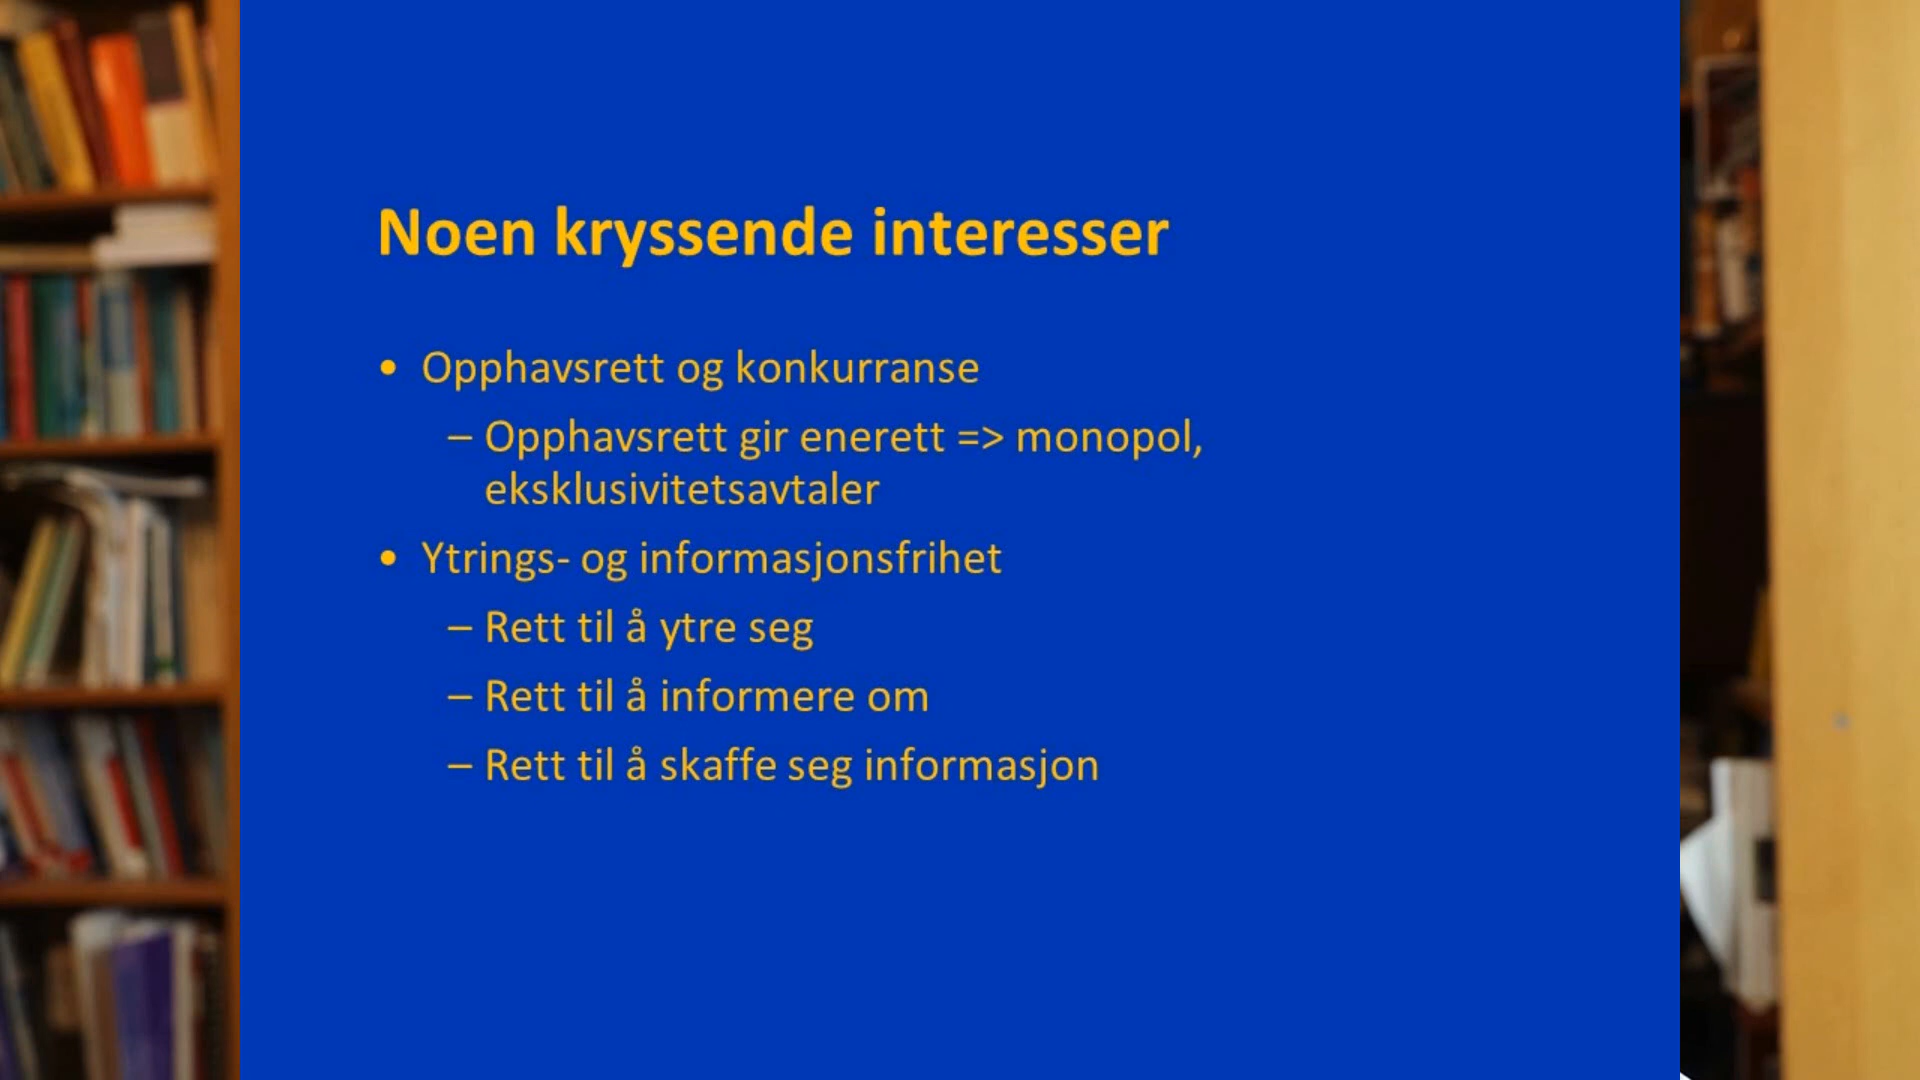 Noen kryssende interesser
• Opphavsrett og konkurranse
– Opphavsrett gir enerett => monopol,
eksklusivitetsavtaler
• Ytrings- og informasjonsfrihet
– Rett til å ytre seg
– Rett til å informere om
– Rett til å skaffe seg informasjon